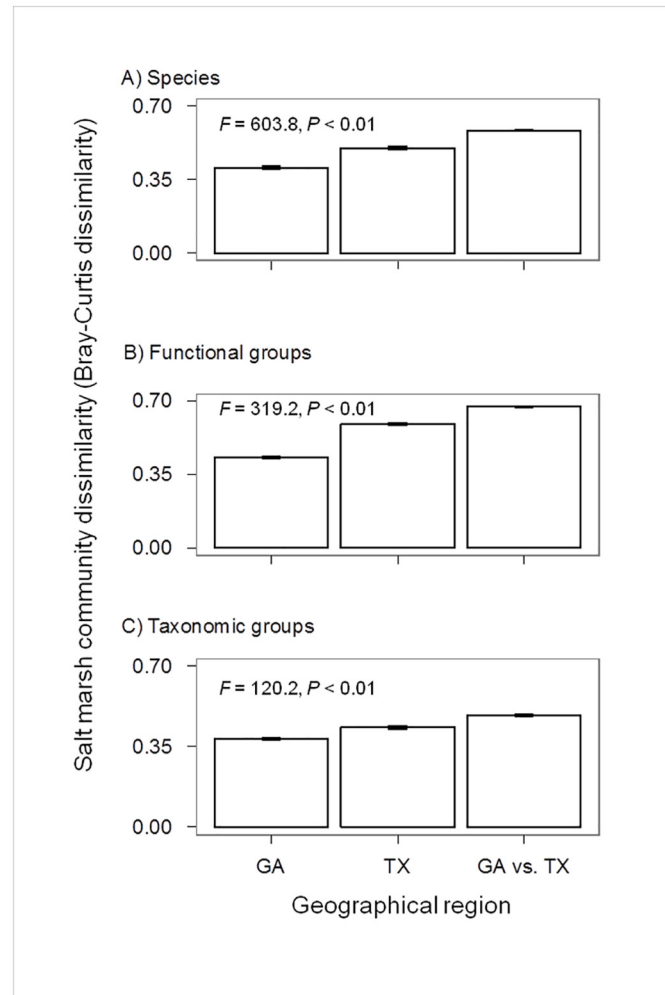 A) Species
0.70
F = 603.8, P < 0.01
0.35
0.00
B) Functional groups
0.70
F = 319.2, P < 0.01
0.35
0.00
C) Taxonomic groups
0.70
F = 120.2, P < 0.01
0.35
0.00
GA TX GA vs. TX
Geographical region
Salt marsh community dissimilarity (Bray-Curtis dissimilarity)